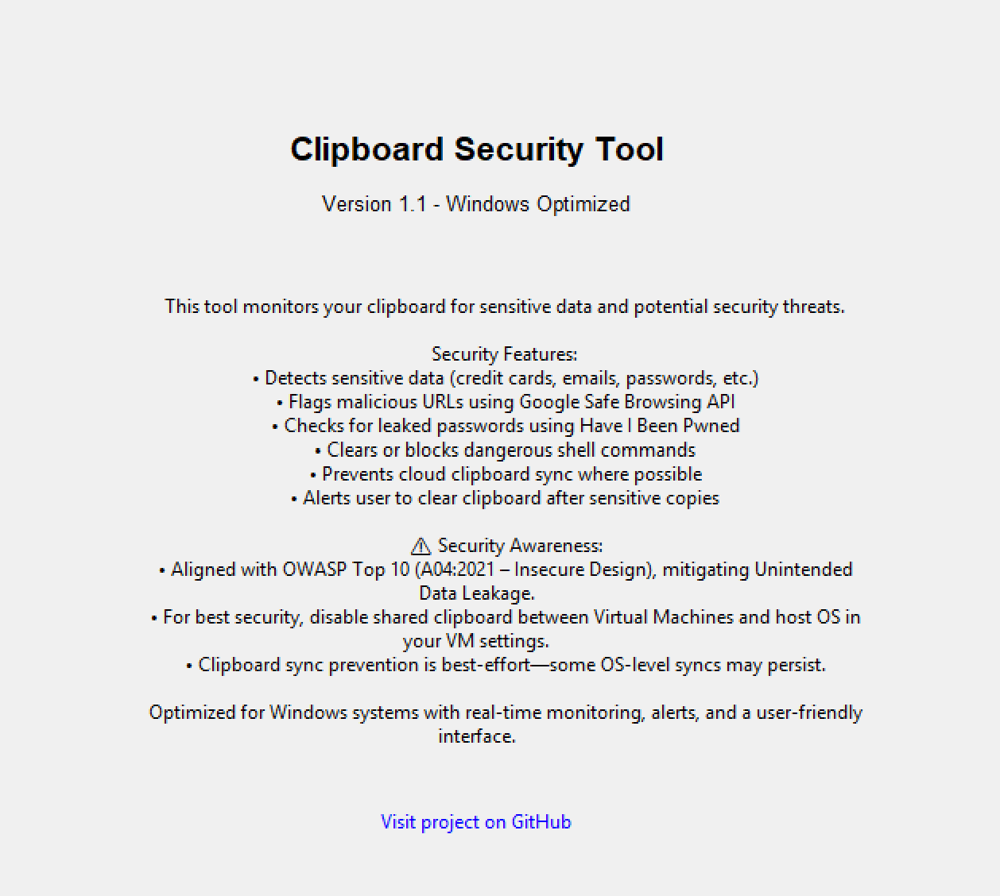 Clipboard Security Tool
Version 1.1 - Windows Optimized
This tool monitors your clipboard for sensitive data and potential security threats.
Security Features:
• Detects sensitive data (credit cards, emails, passwords, etc.)
• Flags malicious URLs using Google Safe Browsing API
• Checks for leaked passwords using Have I Been Pwned
• Clears or blocks dangerous shell commands
• Prevents cloud clipboard sync where possible
• Alerts user to clear clipboard after sensitive copies
⚠ Security Awareness:
• Aligned with OWASP Top 10 (A04:2021 – Insecure Design), mitigating Unintended
Data Leakage.
• For best security, disable shared clipboard between Virtual Machines and host OS in
your VM settings.
• Clipboard sync prevention is best-effort—some OS-level syncs may persist.
Optimized for Windows systems with real-time monitoring, alerts, and a user-friendly
interface.
Visit project on GitHub